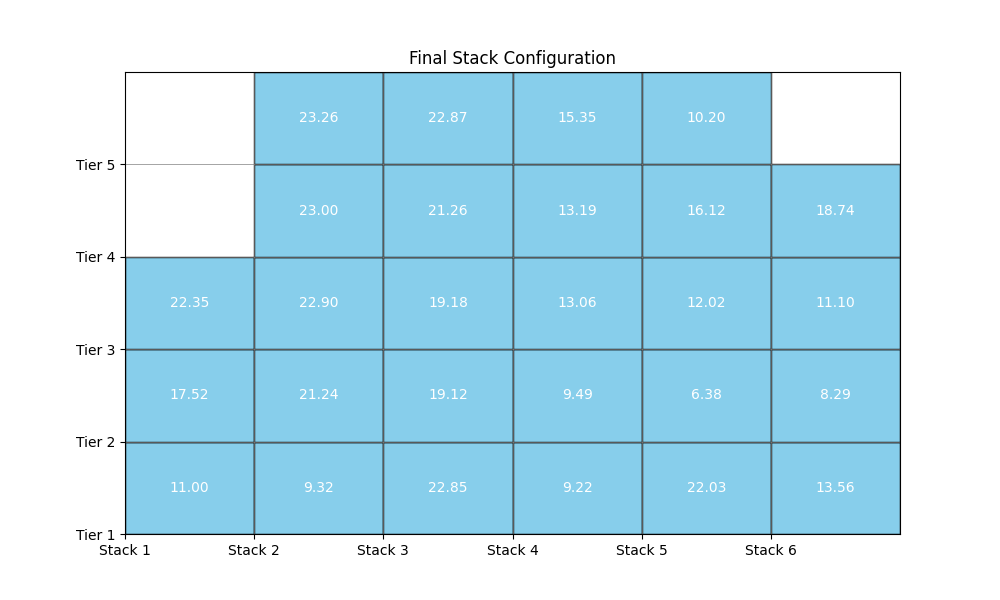 Final Stack Configuration
23.26 22.87 15.35 10.20
Tier 5
23.00 21.26 13.19 16.12 18.74
Tier 4
22.35 22.90 19.18 13.06 12.02 11.10
Tier 3
17.52 21.24 19.12 9.49 6.38 8.29
Tier 2
11.00 9.32 22.85 9.22 22.03 13.56
Tier 1
Stack 1 Stack 2 Stack 3 Stack 4 Stack 5 Stack 6